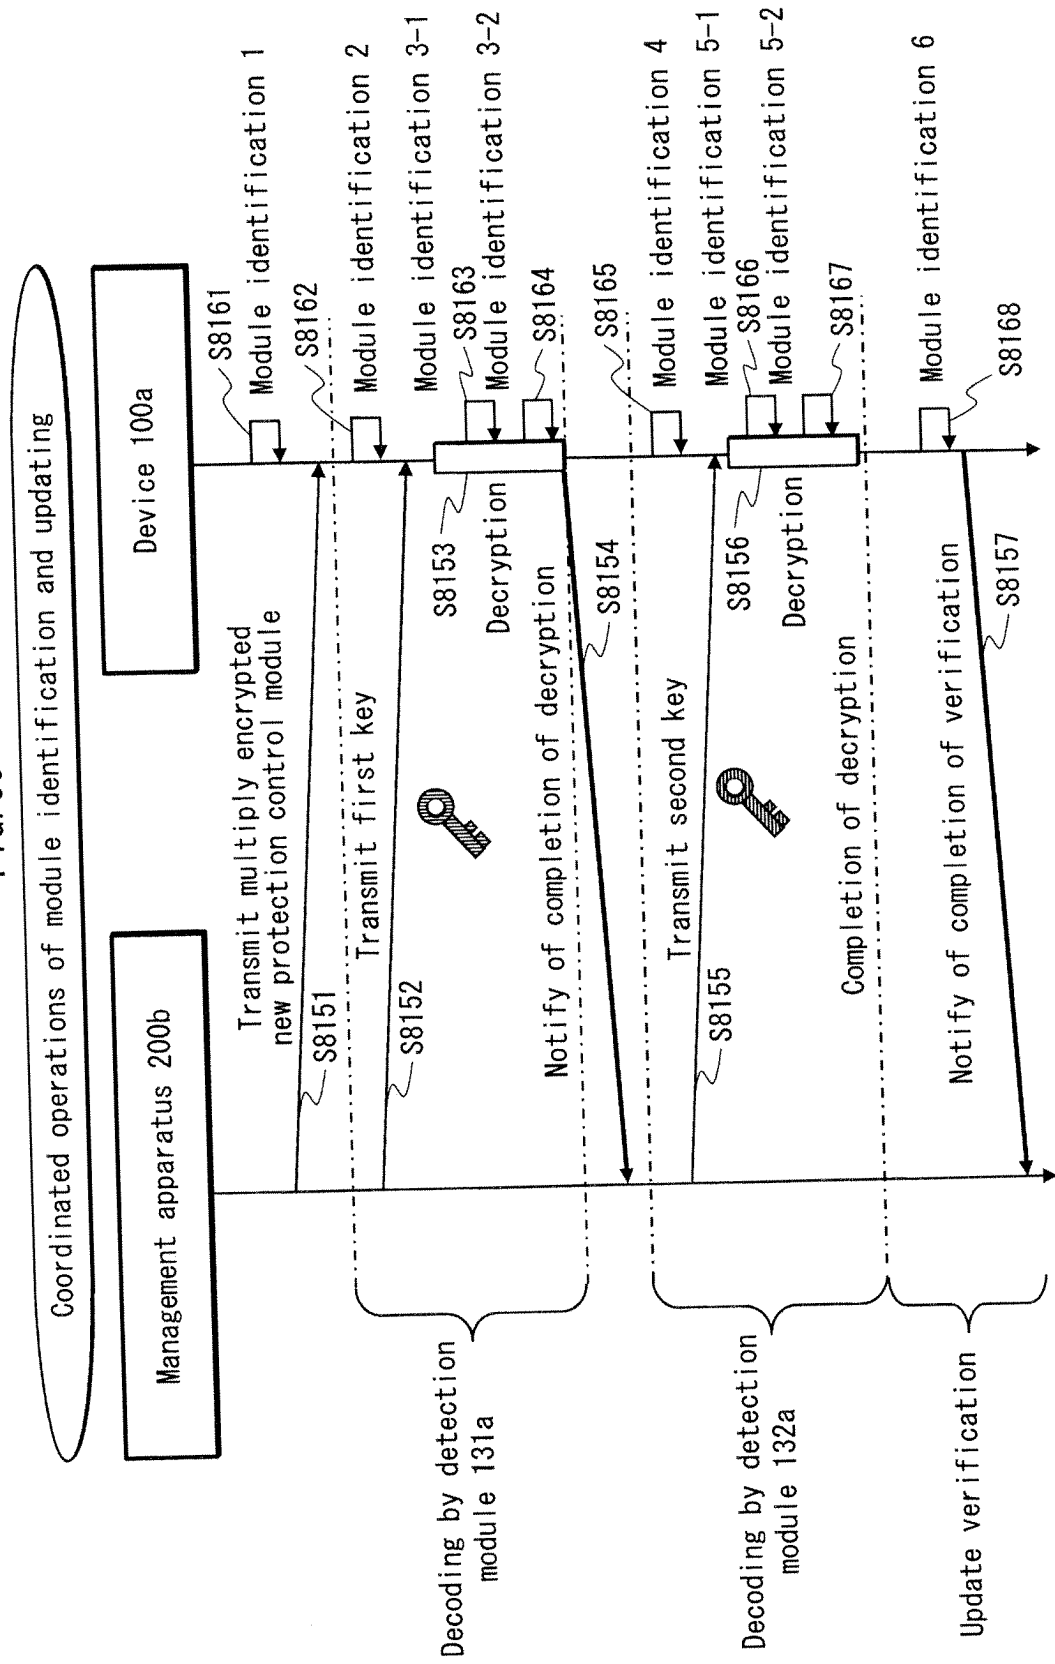 Coordinated operations of module identification and updating
Management apparatus 200b
Device 100a
S8161
Module identification 1
Transmit multiply encrypted
new protection control module
S8151
S8162
Module identification 2
Transmit first key
S8152
Module identification 3-1
S8153
S8163
Decryption
Module identification 3-2
S8164
Notify of completion of decryption
S8154
Decoding by detection
module 131a
S8165
Module identification 4
Transmit second key
S8155
Module identification 5-1
S8156
S8166
Decryption
Module identification 5-2
S8167
Completion of decryption
Decoding by detection
module 132a
Module identification 6
Notify of completion of verification
S8168
S8157
Update verification